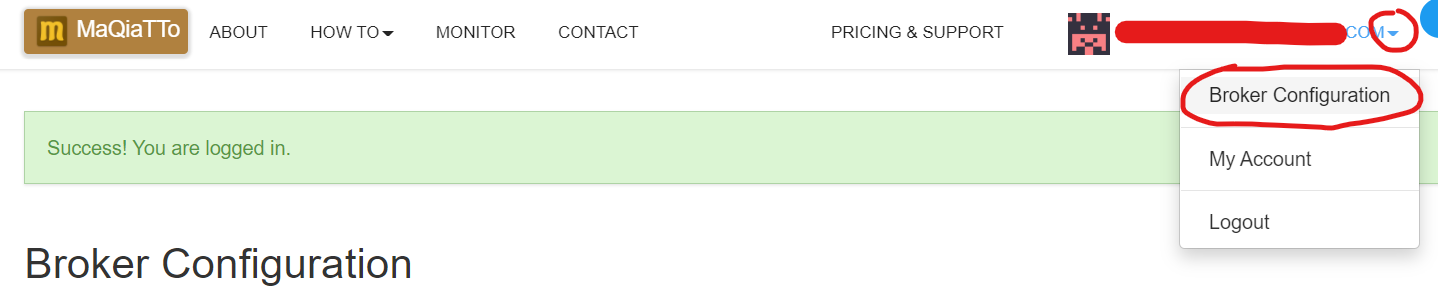 m MaQiaTTo ABOUT HOW TO MONITOR CONTACT PRICING & SUPPORT COM
Broker Configuration
Success! You are logged in.
My Account
Logout
Broker Configuration